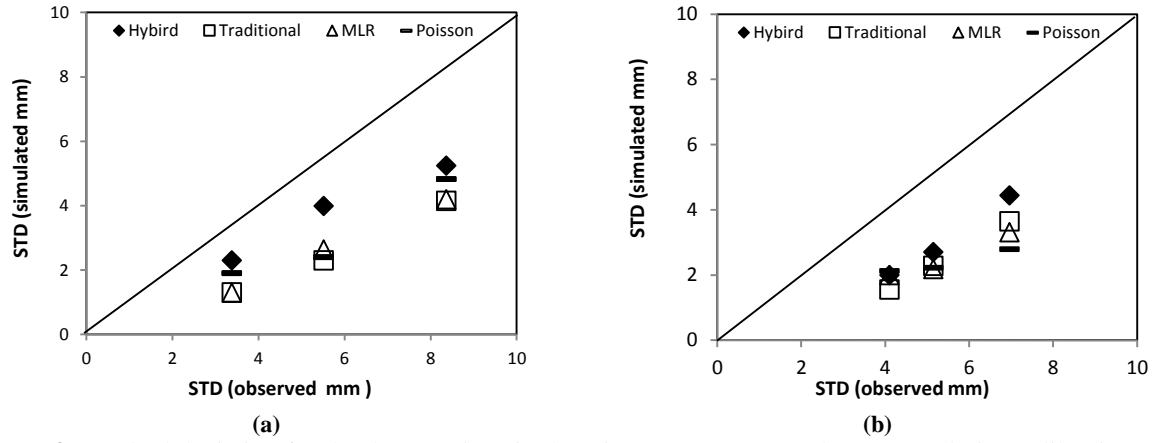 Hybird Traditional MLR Poisson
10
8
6
4
2
0
STD (simulated mm)
0 2 4 6 8 10
STD (observed mm )
(a)
Hybird Traditional MLR Poisson
10
8
6
4
2
0
STD (simulated mm)
0 2 4 6 8 10
STD (observed mm)
(b)